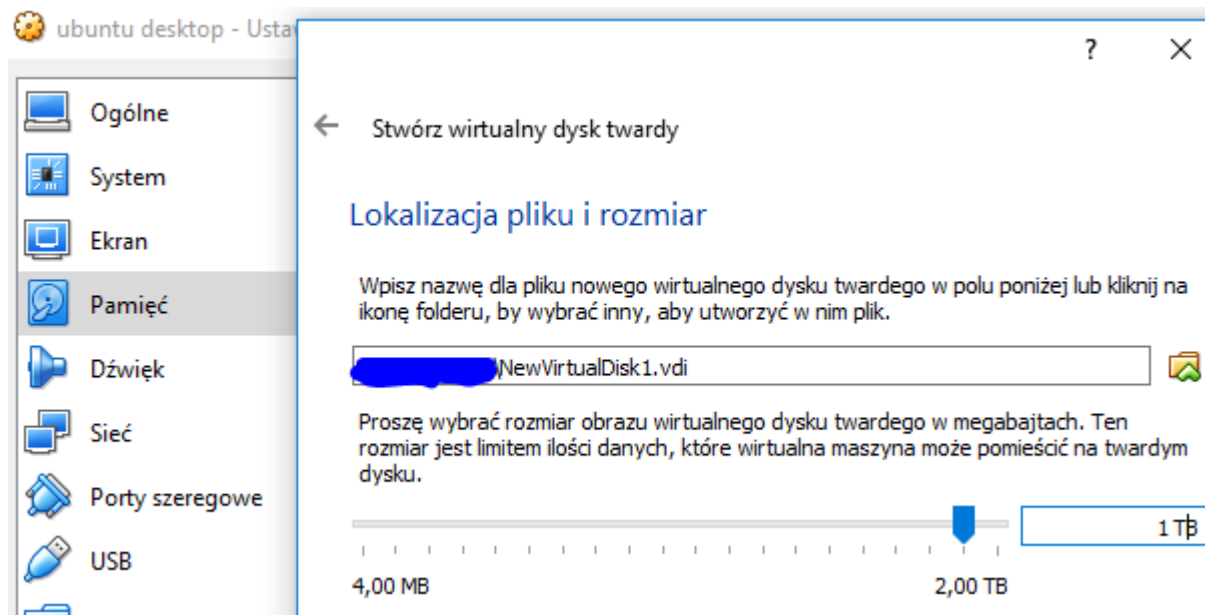 ubuntu desktop - Usta
?
Ogólne
System
Ekran
Pamięć
Dźwięk
Sieć
Porty szeregowe
USB
Stwórz wirtualny dysk twardy
Lokalizacja pliku i rozmiar
Wpisz nazwę dla pliku nowego wirtualnego dysku twardego w polu poniżej lub kliknij na
ikonę folderu, by wybrać inny, aby utworzyć w nim plik.
\NewVirtualDisk1.vdi
Proszę wybrać rozmiar obrazu wirtualnego dysku twardego w megabajtach. Ten
rozmiar jest limitem ilości danych, które wirtualna maszyna może pomieścić na twardym
dysku.
1 TB
4,00 MB
2,00 TB